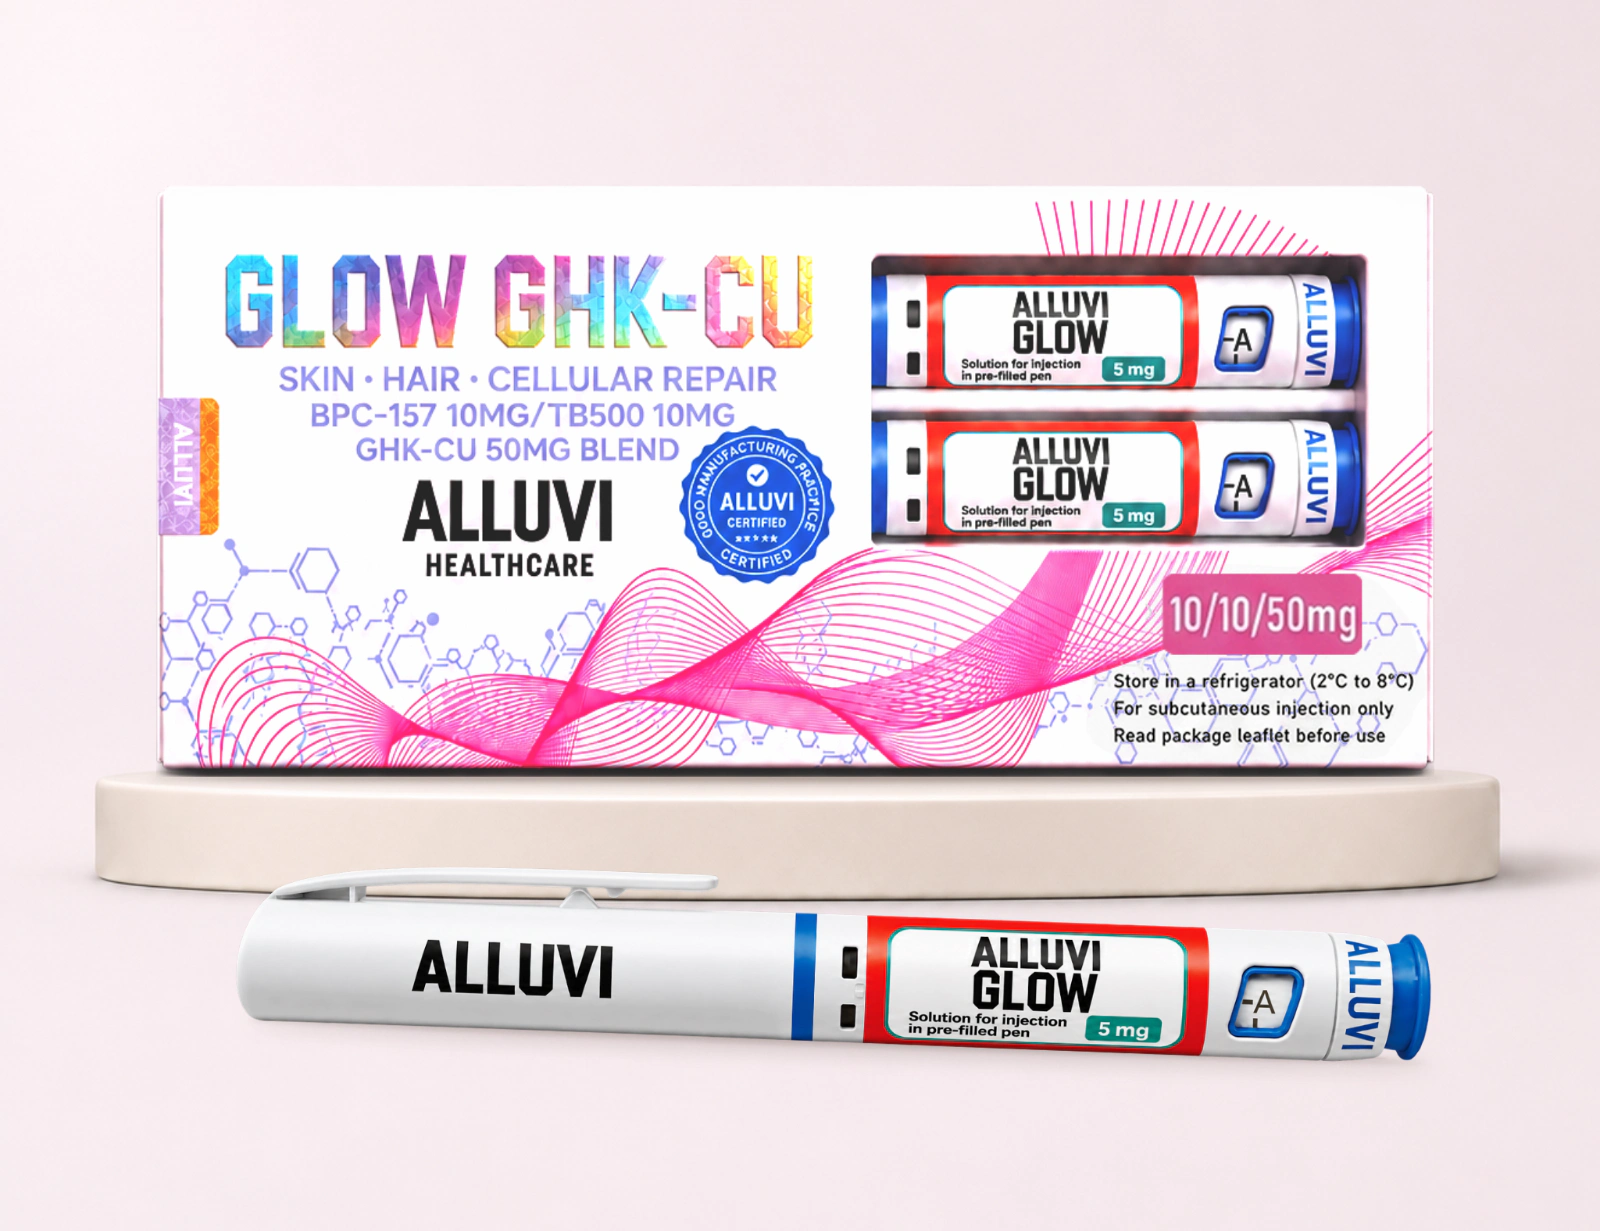 GLOW GHK-CU
SKIN • HAIR • CELLULAR REPAIR
BPC-157 10MG/TB500 10MG
GHK-CU 50MG BLEND
ALLUVI
HEALTHCARE
ALLUVI
GOOOD MANUFACTURING PRACTICE
ALLUVI
CERTIFIED
CERTIFIED
ALLUVI
GLOW
Solution for injection
in pre-filled pen
5 mg
-A
ALLUVI
ALLUVI
GLOW
Solution for injection
in pre-filled pen
5 mg
-A
ALLUVI
10/10/50mg
Store in a refrigerator (2°C to 8°C)
For subcutaneous injection only
Read package leaflet before use
ALLUVI
ALLUVI
GLOW
Solution for injection
in pre-filled pen
5 mg
-A
ALLUVI